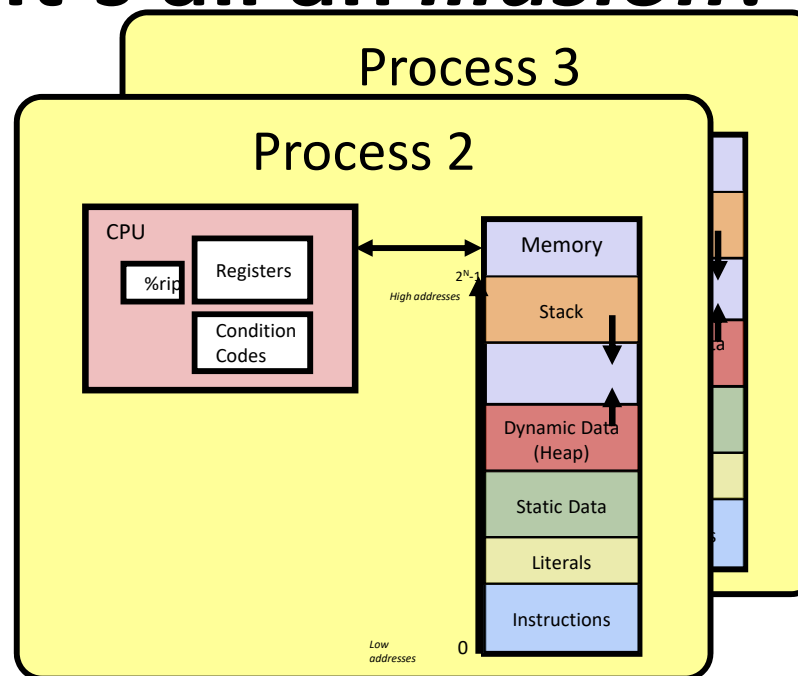 Process 3
Process 2
CPU
%rip
Registers
Condition
Codes
Memory
2ᴺ-1
High addresses
Stack
Dynamic Data
(Heap)
Static Data
Literals
Instructions
Low
addresses
0